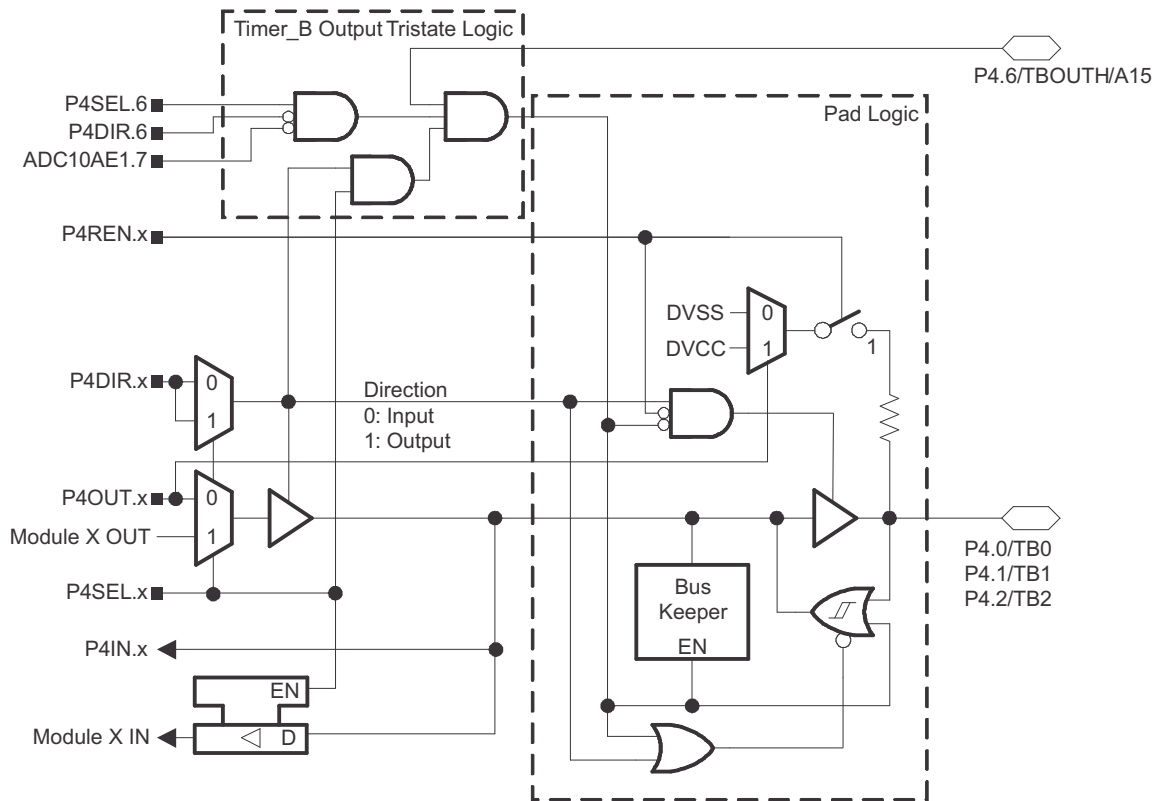 Timer_B Output Tristate Logic
P4.6/TBOUTH/A15
P4SEL.6
P4DIR.6
ADC10AE1.7
Pad Logic
P4REN.x
DVSS
0
DVCC
1
1
P4DIR.x
0
1
Direction
0: Input
1: Output
P4OUT.x
0
Module X OUT
1
P4SEL.x
P4.0/TB0
P4.1/TB1
P4.2/TB2
Bus
Keeper
EN
P4IN.x
EN
Module X IN
D